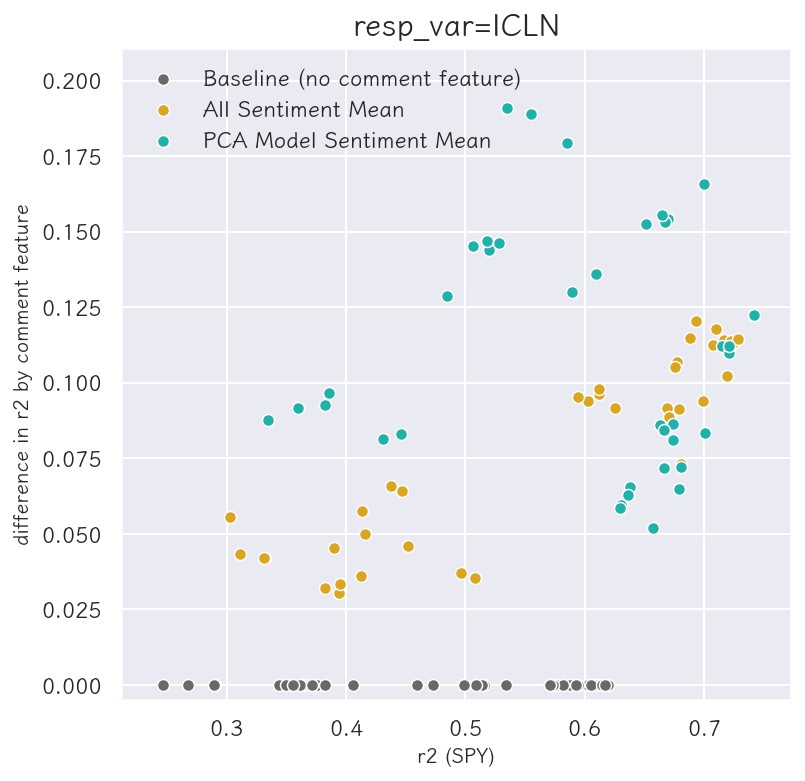 resp_var=ICLN
Baseline (no comment feature)
All Sentiment Mean
PCA Model Sentiment Mean
difference in r2 by comment feature
0.200
0.175
0.150
0.125
0.100
0.075
0.050
0.025
0.000
0.3 0.4 0.5 0.6 0.7
r2 (SPY)